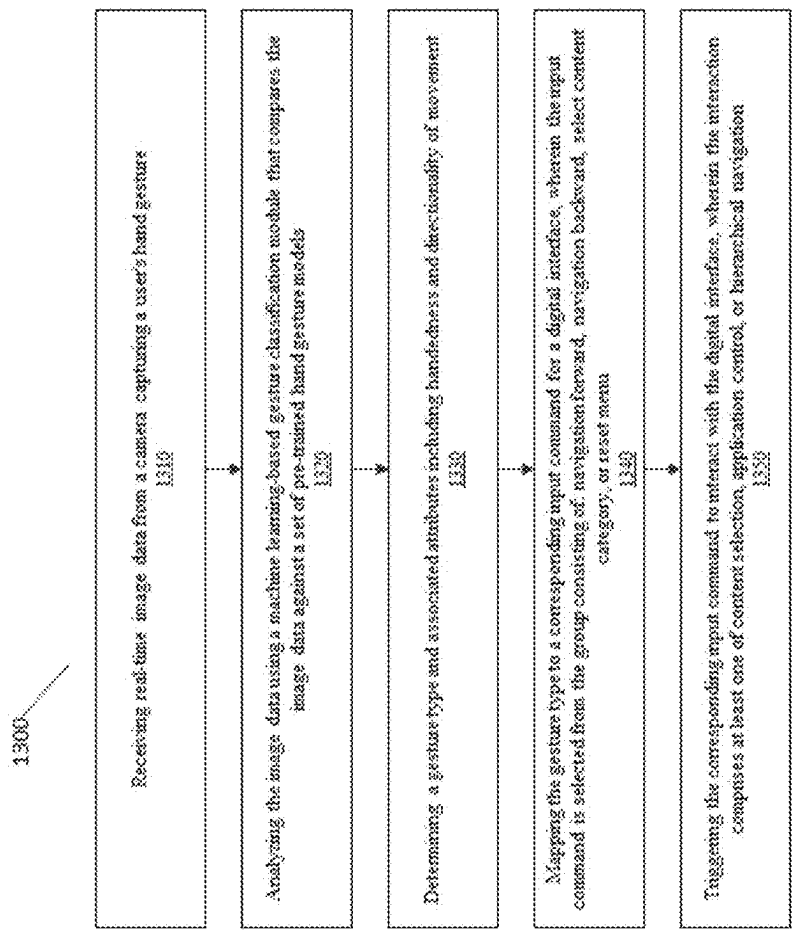 1300
Receiving real-time image data from a camera capturing a user's hand gesture
1310
Analyzing the image data using a machine learning-based gesture classification module that compares the
image data against a set of pre-trained hand gesture models
1320
Determining a gesture type and associated attributes including handedness and directionality of movement
1330
Mapping the gesture type to a corresponding input command for a digital interface, wherein the input
command is selected from the group consisting of: navigation forward, navigation backward, select content
category, or reset menu
1340
Triggering the corresponding input command to interact with the digital interface, wherein the interaction
comprises at least one of content selection, application control, or hierarchical navigation
1350